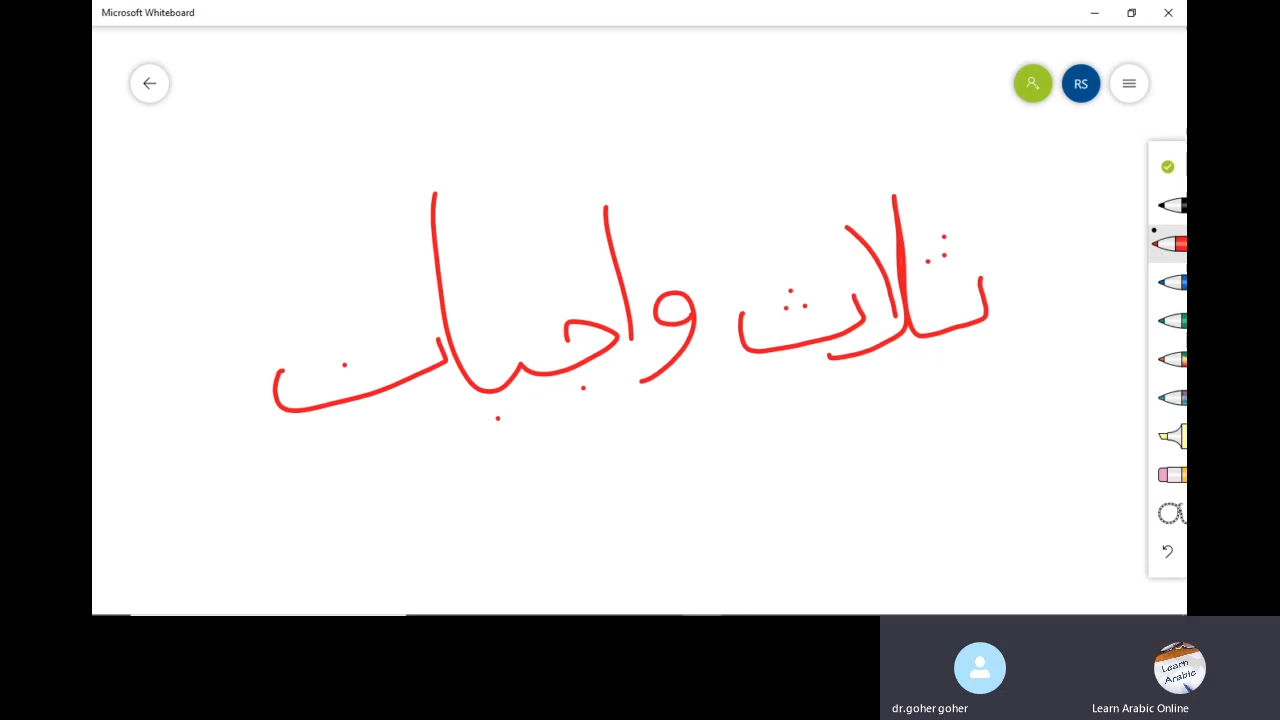 Microsoft Whiteboard
RS
ثلاث واجبات
Learn Arabic
dr.goher goher
Learn Arabic Online